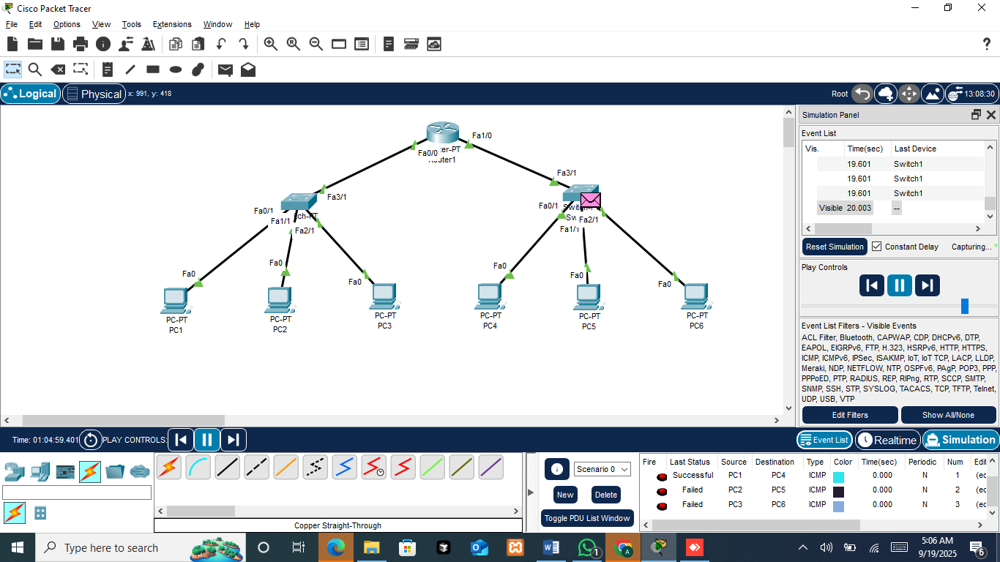 Cisco Packet Tracer
File Edit Options View Tools Extensions Window Help
Logical Physical x: 991, y: 418 Root 13:08:30
Simulation Panel
Event List
Vis. Time(sec) Last Device
19.601 Switch1
19.601 Switch1
19.601 Switch1
Visible 20.003 --
Reset Simulation Constant Delay Capturing... *
Play Controls
Event List Filters - Visible Events
ACL Filter, Bluetooth, CAPWAP, CDP, DHCPv6, DTP,
EAPOL, EIGRPv6, FTP, H.323, HSRPv6, HTTP, HTTPS,
ICMP, ICMPv6, IPSec, ISAKMP, IoT, IoT TCP, LACP, LLDP,
Meraki, NDP, NETFLOW, NTP, OSPFv6, PAgP, POP3, PPP,
PPPoED, PTP, RADIUS, REP, RIPng, RTP, SCCP, SMTP,
SNMP, SSH, STP, SYSLOG, TACACS, TCP, TFTP, Telnet,
UDP, USB, VTP
Edit Filters Show All/None
Fa1/0
Fa0/0
Fa3/1
Fa3/1
Fa0/1 Fa0/1
Fa1/1 Fa2/1
Fa2/1 Fa1/1
Fa0 Fa0 Fa0 Fa0 Fa0 Fa0
PC-PT PC-PT PC-PT PC-PT PC-PT PC-PT
PC1 PC2 PC3 PC4 PC5 PC6
Time: 01:04:59.401 PLAY CONTROLS: Event List Realtime Simulation
Copper Straight-Through
Scenario 0
New Delete
Toggle PDU List Window
Fire Last Status Source Destination Type Color Time(sec) Periodic Num Edit
Successful PC1 PC4 ICMP 0.000 N 1
Failed PC2 PC5 ICMP 0.000 N 2
Failed PC3 PC6 ICMP 0.000 N 3
Type here to search
1
A
5:06 AM
9/19/2025
6